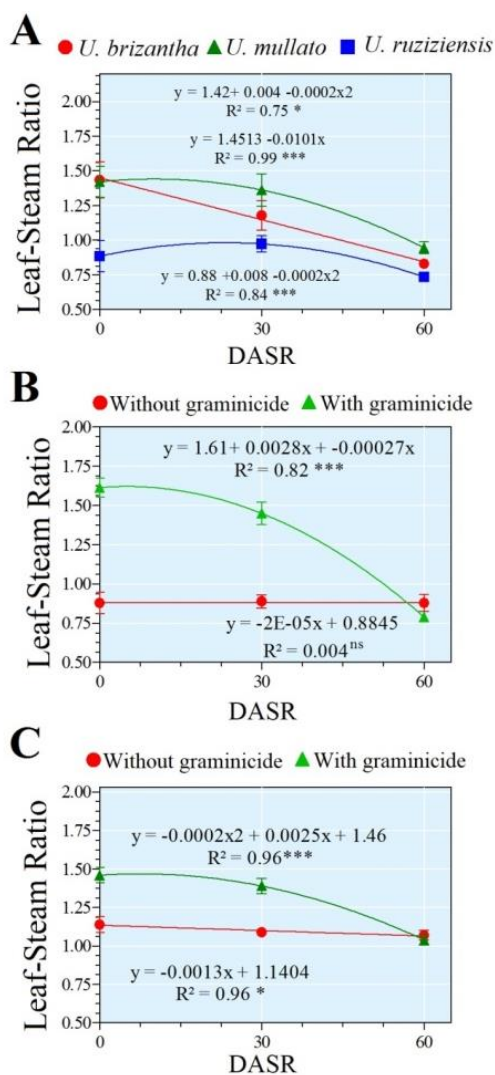 A
U. brizantha U. mullato U. ruziziensis
y = 1.42+ 0.004 -0.0002x2
R² = 0.75 *
y = 1.4513 -0.0101x
R² = 0.99 ***
y = 0.88 +0.008 -0.0002x2
R² = 0.84 ***
Leaf-Steam Ratio
2.00
1.75
1.50
1.25
1.00
0.75
0.50
0
30
60
DASR
B
Without graminicide With graminicide
y = 1.61+ 0.0028x + -0.00027x
R² = 0.82 ***
y = -2E-05x + 0.8845
R² = 0.004ns
Leaf-Steam Ratio
2.00
1.75
1.50
1.25
1.00
0.75
0.50
0
30
60
DASR
C
Without graminicide With graminicide
y = -0.0002x2 + 0.0025x + 1.46
R² = 0.96***
y = -0.0013x + 1.1404
R² = 0.96 *
Leaf-Steam Ratio
2.00
1.75
1.50
1.25
1.00
0.75
0.50
0
30
60
DASR